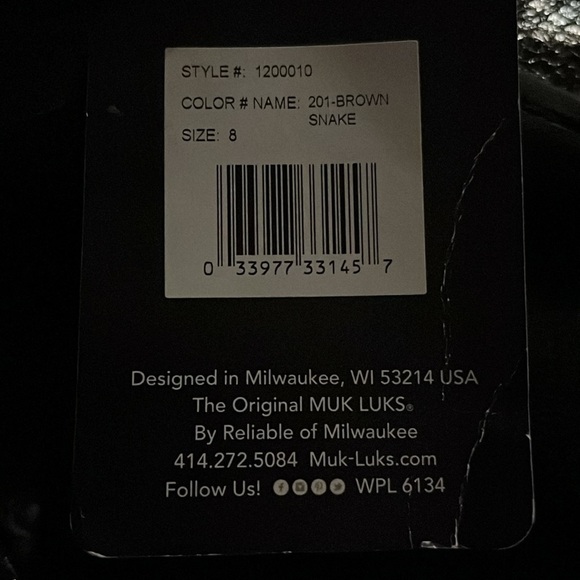 STYLE #: 1200010
COLOR # NAME: 201-BROWN
SNAKE
SIZE: 8
0 33977 33145 7
Designed in Milwaukee, WI 53214 USA
The Original MUK LUKS®
By Reliable of Milwaukee
414.272.5084 Muk-Luks.com
Follow Us! WPL 6134